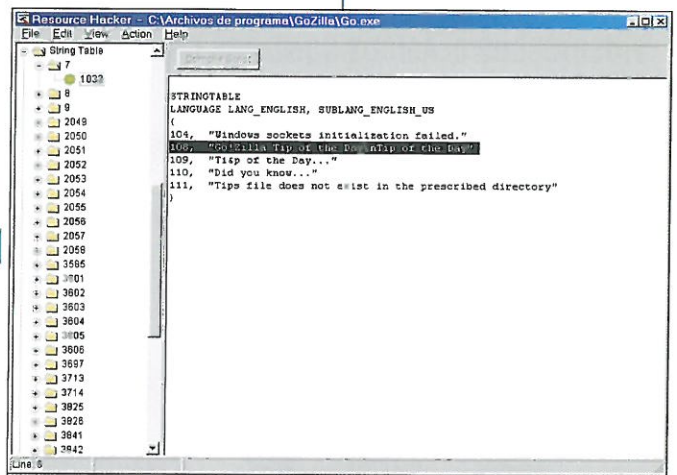 Resource Hacker - C:\Archivos de programa\GoZilla\Go.exe
File Edit View Action Help
String Table
7
1033
8
9
2049
2050
2051
2052
2053
2054
2055
2056
2057
2058
3585
3601
3602
3603
3604
3605
3606
3697
3713
3714
3825
3826
3841
3842
STRINGTABLE
LANGUAGE LANG_ENGLISH, SUBLANG_ENGLISH_US
{
104, "Windows sockets initialization failed."
108, "Go!Zilla Tip of the Day\nTip of the Day"
109, "Tip of the Day..."
110, "Did you know..."
111, "Tips file does not exist in the prescribed directory"
}
Line: 6